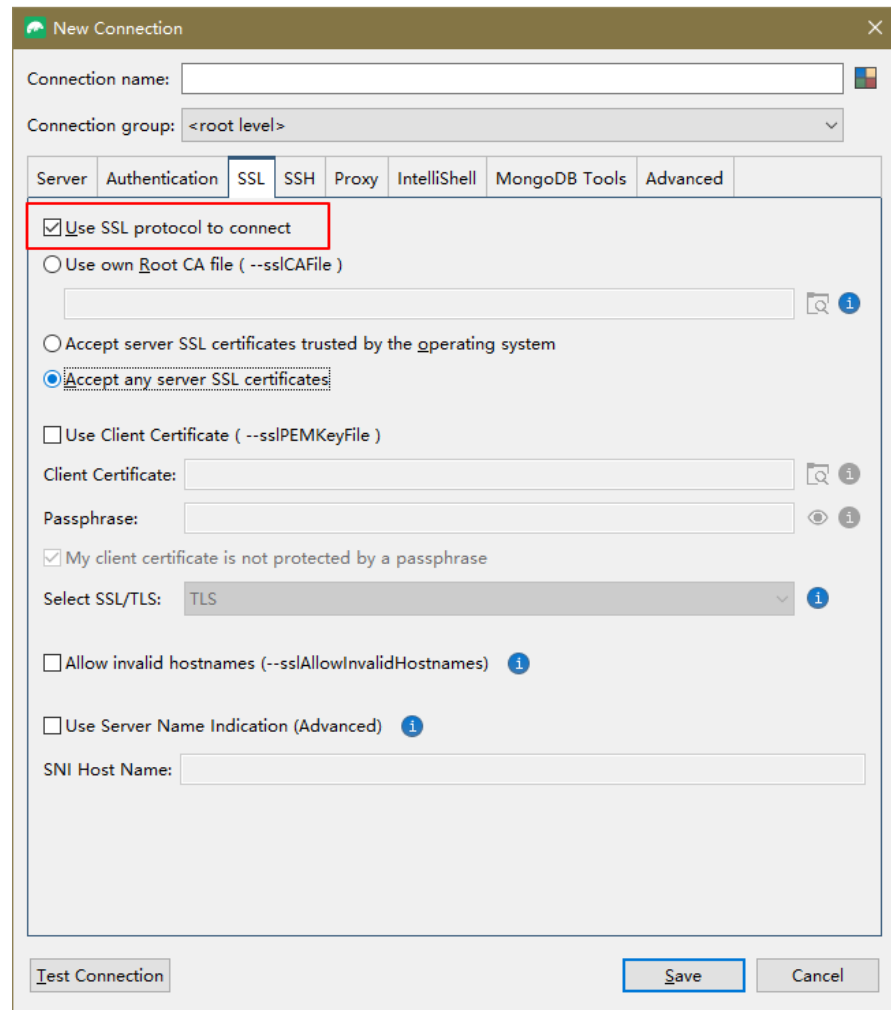 New Connection
Connection name:
Connection group: <root level>
Server Authentication SSL SSH Proxy IntelliShell MongoDB Tools Advanced
Use SSL protocol to connect
Use own Root CA file ( --sslCAFile )
Accept server SSL certificates trusted by the operating system
Accept any server SSL certificates
Use Client Certificate ( --sslPEMKeyFile )
Client Certificate:
Passphrase:
My client certificate is not protected by a passphrase
Select SSL/TLS: TLS
Allow invalid hostnames (--sslAllowInvalidHostnames)
Use Server Name Indication (Advanced)
SNI Host Name:
Test Connection Save Cancel